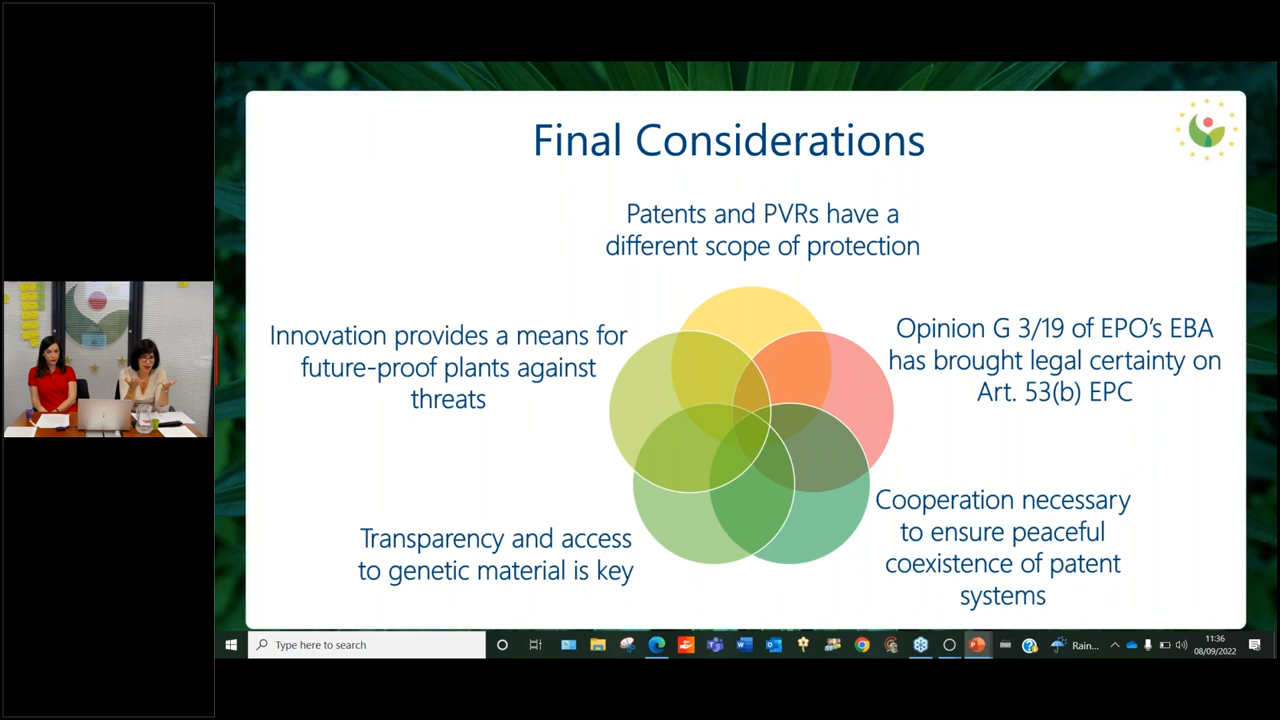 Final Considerations
Patents and PVRs have a
different scope of protection
Innovation provides a means for
future-proof plants against
threats
Opinion G 3/19 of EPO's EBA
has brought legal certainty on
Art. 53(b) EPC
Transparency and access
to genetic material is key
Cooperation necessary
to ensure peaceful
coexistence of patent
systems
Type here to search
Rain...
11:36
08/09/2022